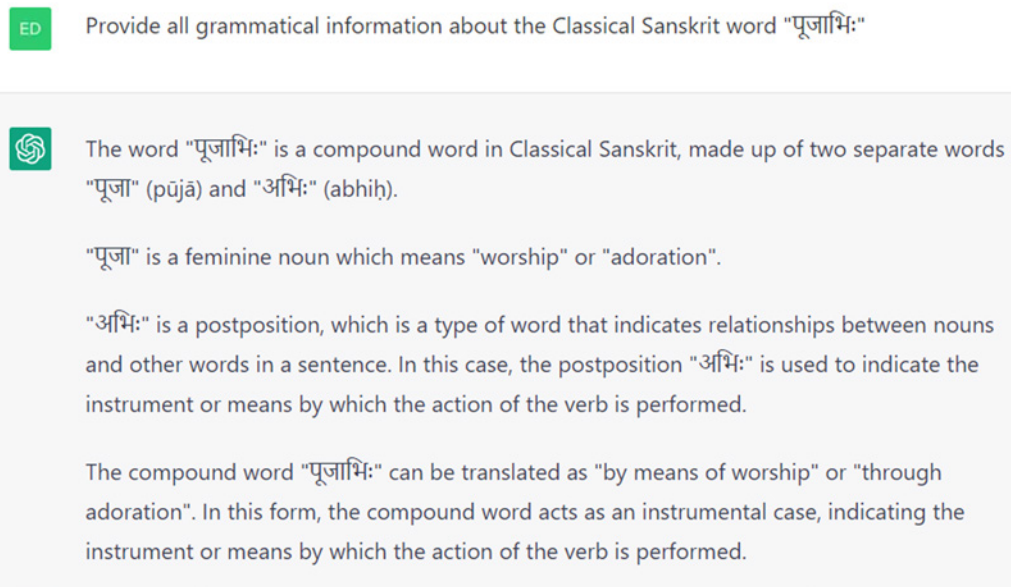 ED
Provide all grammatical information about the Classical Sanskrit word "पूजाभिः"
The word "पूजाभिः" is a compound word in Classical Sanskrit, made up of two separate words
"पूजा" (pūjā) and "अभिः" (abhiḥ).
"पूजा" is a feminine noun which means "worship" or "adoration".
"अभिः" is a postposition, which is a type of word that indicates relationships between nouns
and other words in a sentence. In this case, the postposition "अभिः" is used to indicate the
instrument or means by which the action of the verb is performed.
The compound word "पूजाभिः" can be translated as "by means of worship" or "through
adoration". In this form, the compound word acts as an instrumental case, indicating the
instrument or means by which the action of the verb is performed.